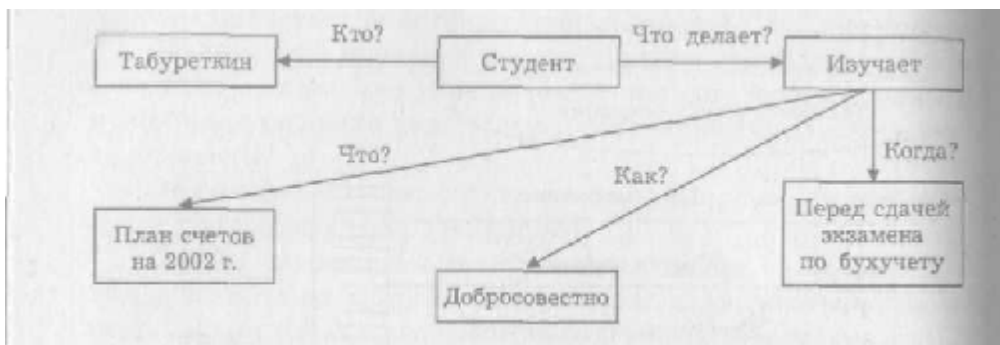 Кто?
Что делает?
Табуреткин
Студент
Изучает
Что?
Как?
Когда?
План счетов
на 2002 г.
Добросовестно
Перед сдачей
экзамена
по бухучету